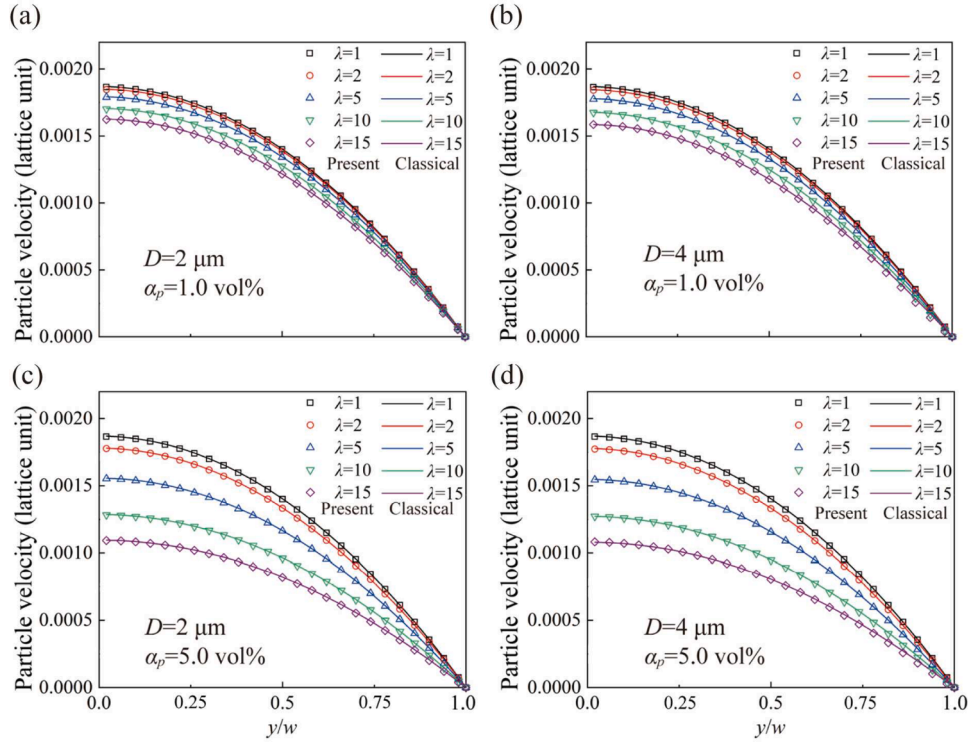 (a)
Particle velocity (lattice unit)
0.0020
0.0015
0.0010
0.0005
0.0000
λ=1 λ=1
λ=2 λ=2
λ=5 λ=5
λ=10 λ=10
λ=15 λ=15
Present Classical
D=2 μm
αp=1.0 vol%
(b)
Particle velocity (lattice unit)
0.0020
0.0015
0.0010
0.0005
0.0000
λ=1 λ=1
λ=2 λ=2
λ=5 λ=5
λ=10 λ=10
λ=15 λ=15
Present Classical
D=4 μm
αp=1.0 vol%
(c)
Particle velocity (lattice unit)
0.0020
0.0015
0.0010
0.0005
0.0000
λ=1 λ=1
λ=2 λ=2
λ=5 λ=5
λ=10 λ=10
λ=15 λ=15
Present Classical
D=2 μm
αp=5.0 vol%
0.0 0.25 0.5 0.75 1.0
y/w
(d)
Particle velocity (lattice unit)
0.0020
0.0015
0.0010
0.0005
0.0000
λ=1 λ=1
λ=2 λ=2
λ=5 λ=5
λ=10 λ=10
λ=15 λ=15
Present Classical
D=4 μm
αp=5.0 vol%
0.0 0.25 0.5 0.75 1.0
y/w